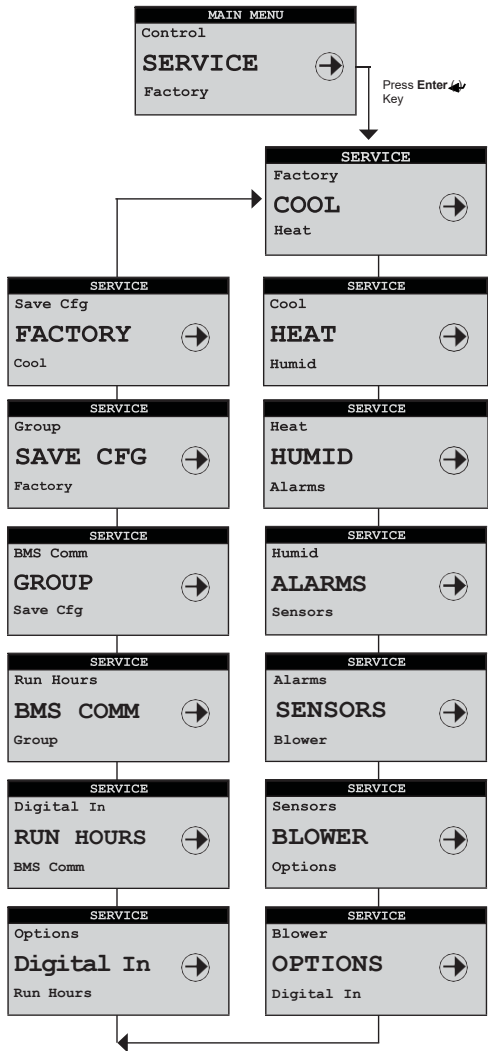 MAIN MENU
Control
SERVICE
Factory
Press Enter
Key
SERVICE
Factory
COOL
Heat
SERVICE
Save Cfg
FACTORY
Cool
SERVICE
Cool
HEAT
Humid
SERVICE
Group
SAVE CFG
Factory
SERVICE
Heat
HUMID
Alarms
SERVICE
BMS Comm
GROUP
Save Cfg
SERVICE
Humid
ALARMS
Sensors
SERVICE
Run Hours
BMS COMM
Group
SERVICE
Alarms
SENSORS
Blower
SERVICE
Digital In
RUN HOURS
BMS Comm
SERVICE
Sensors
BLOWER
Options
SERVICE
Options
Digital In
Run Hours
SERVICE
Blower
OPTIONS
Digital In